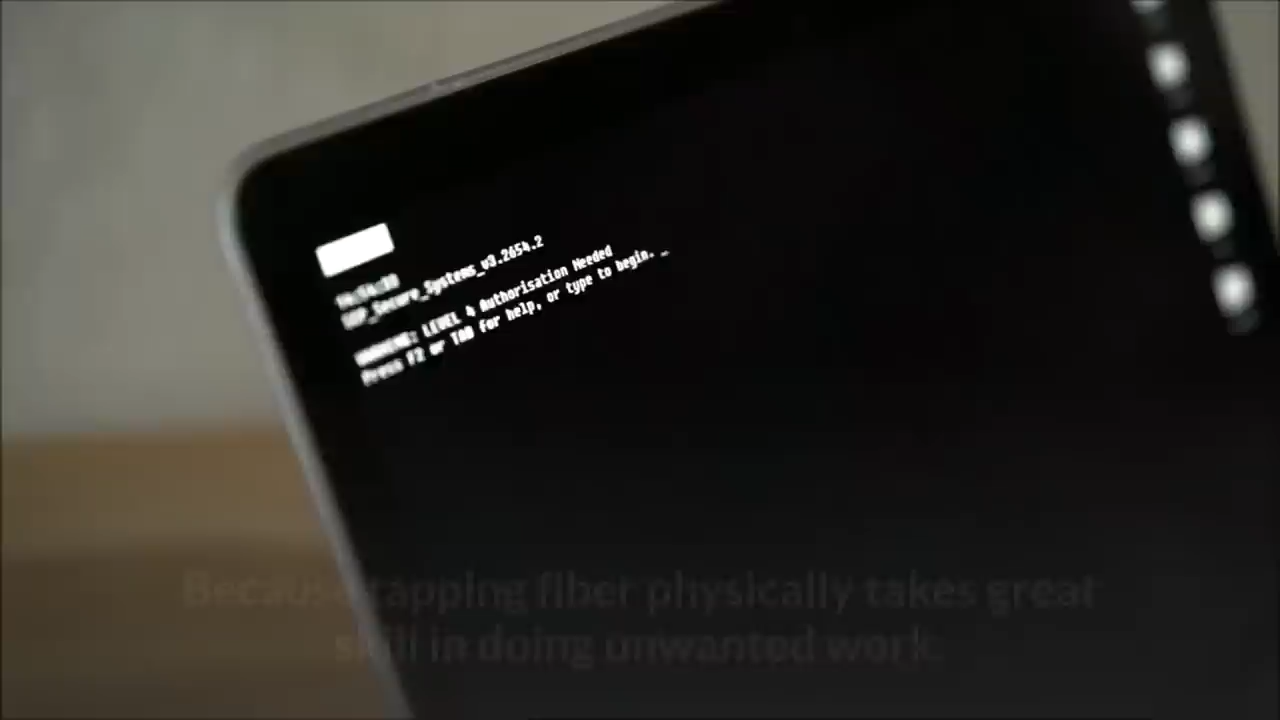 Secure_Systems_v3.2654.2
WARNING: LEVEL 4 Authorisation Needed
Press F2 or TAB for help, or type to begin. _
Because tapping fiber physically takes great
skill in doing unwanted work.